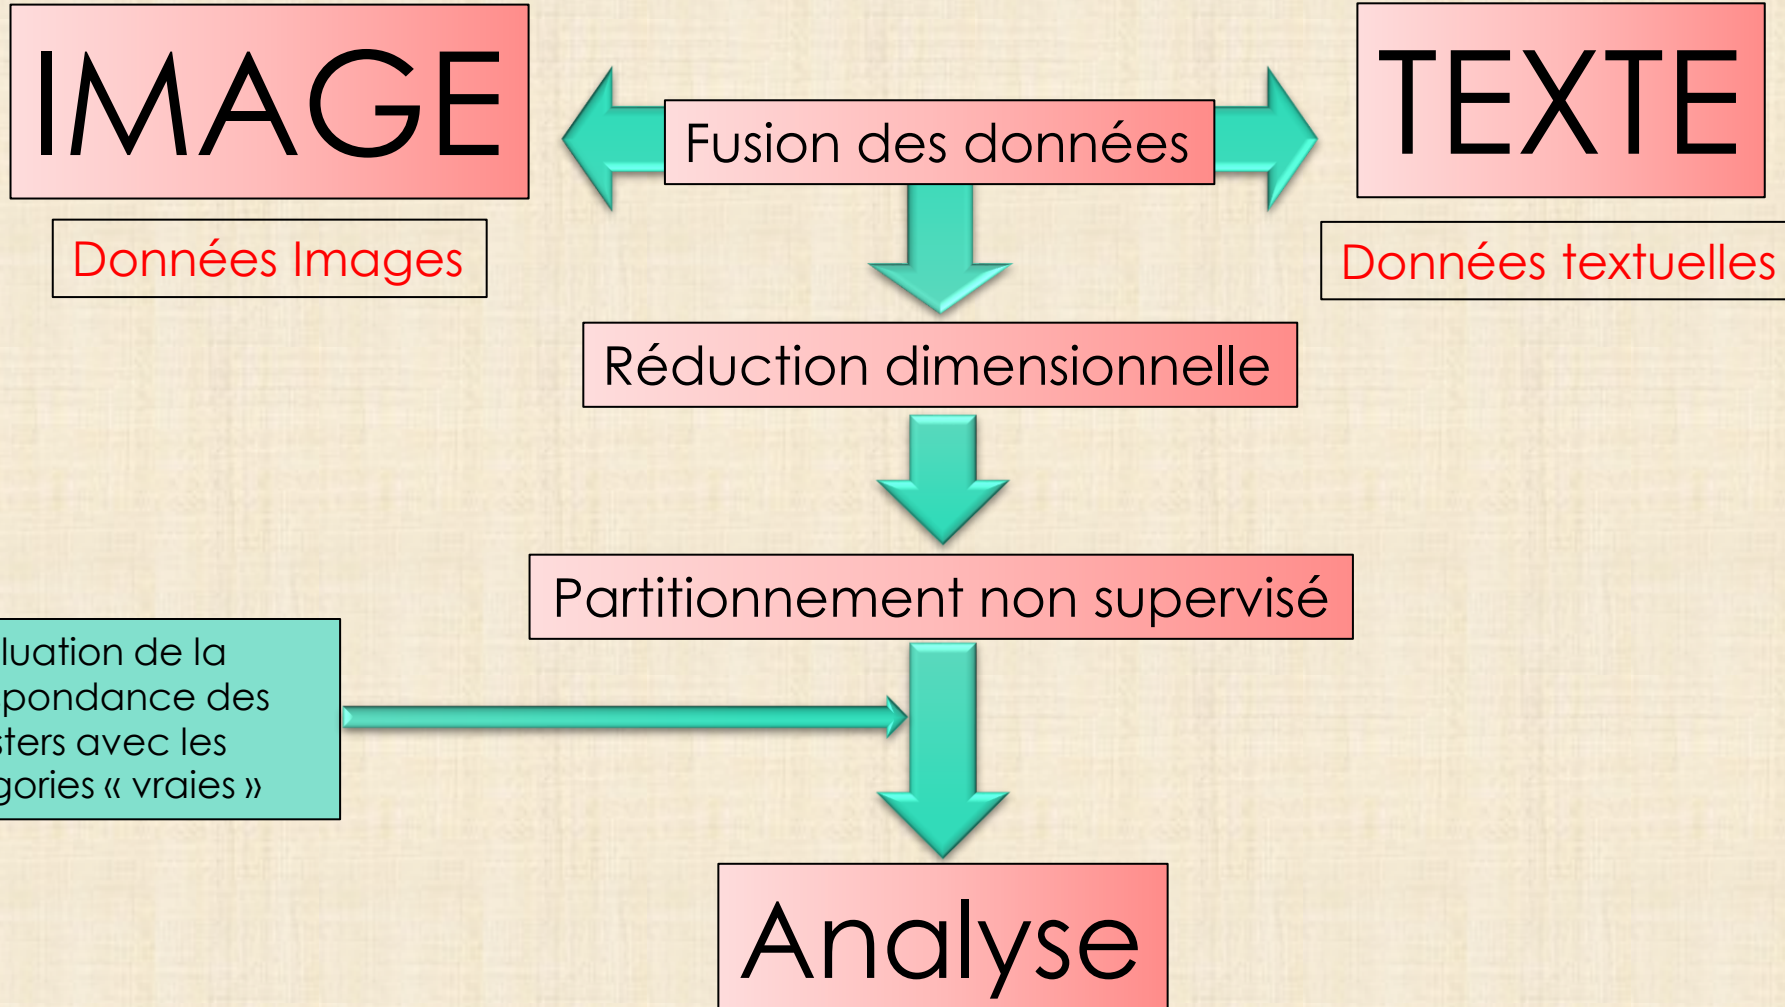 IMAGE
TEXTE
Fusion des données
Données Images
Données textuelles
Réduction dimensionnelle
Partitionnement non supervisé
luation de la
pondance des
sters avec les
gories « vraies »
Analyse